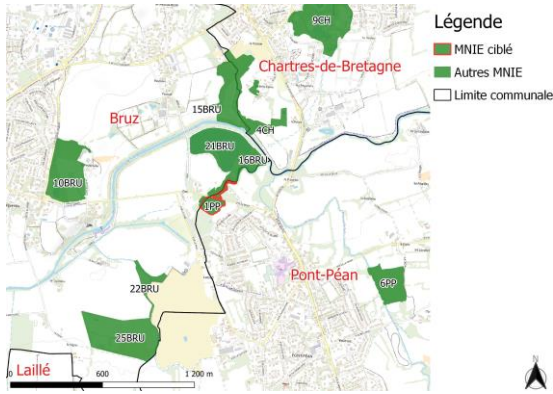 9CH
Légende
MNIE ciblé
Autres MNIE
Limite communale
Chartres-de-Bretagne
15BRU
Bruz
4CH
21BRU
16BRU
10BRU
1PP
Pont-Péan
22BRU
6PP
25BRU
Laillé
0 600 1 200 m
N